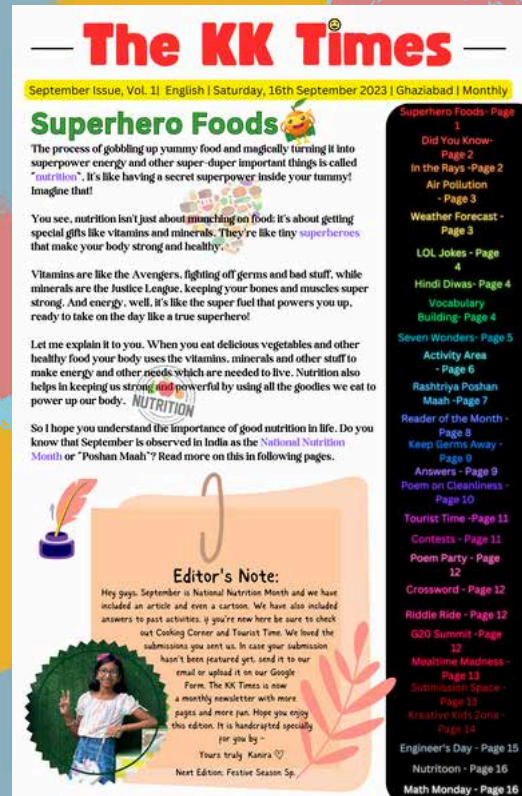 The KK Times
September Issue, Vol. 1| English | Saturday, 16th September 2023 | Ghaziabad | Monthly
Superhero Foods
The process of gobbling up yummy food and magically turning it into
superpower energy and other super-duper important things is called
"nutrition". It's like having a secret superpower inside your tummy!
Imagine that!
You see, nutrition isn't just about munching on food; it's about getting
special gifts like vitamins and minerals. They're like tiny superheroes
that make your body strong and healthy.
Vitamins are like the Avengers, fighting off germs and bad stuff, while
minerals are the Justice League, keeping your bones and muscles super
strong. And energy, well, it's like the super fuel that powers you up,
ready to take on the day like a true superhero!
Let me explain it to you. When you eat delicious vegetables and other
healthy food your body uses the vitamins, minerals and other stuff to
make energy and other needs which are needed to live. Nutrition also
helps in keeping us strong and powerful by using all the goodies we eat to
power up our body.
NUTRITION
So I hope you understand the importance of good nutrition in life. Do you
know that September is observed in India as the National Nutrition
Month or "Poshan Maah"? Read more on this in following pages.
Editor's Note:
Hey guys, September is National Nutrition Month and we have
included an article and even a cartoon. We have also included
answers to past activities. if you're new here be sure to check
out Cooking Corner and Tourist Time. We loved the
submissions you sent us. In case your submission
hasn't been featured yet, send it to our
email or upload it on our Google
Form. The KK Times is now
a monthly newsletter with more
pages and more fun. Hope you enjoy
this edition. It is handcrafted specially
for you by -
Yours truly Kanira ♡
Next Edition: Festive Season Sp.
Superhero Foods- Page
1
Did You Know-
Page 2
In the Rays -Page 2
Air Pollution
- Page 3
Weather Forecast -
Page 3
LOL Jokes - Page
4
Hindi Diwas- Page 4
Vocabulary
Building- Page 4
Seven Wonders- Page 5
Activity Area
- Page 6
Rashtriya Poshan
Maah -Page 7
Reader of the Month -
Page 8
Keep Germs Away -
Page 9
Answers - Page 9
Poem on Cleanliness -
Page 10
Tourist Time -Page 11
Contests - Page 11
Poem Party - Page
12
Crossword - Page 12
Riddle Ride - Page 12
G20 Summit -Page
12
Mealtime Madness -
Page 13
Submission Space -
Page 13
Kreative Kids Zone -
Page 14
Engineer's Day - Page 15
Nutritoon - Page 16
Math Monday - Page 16